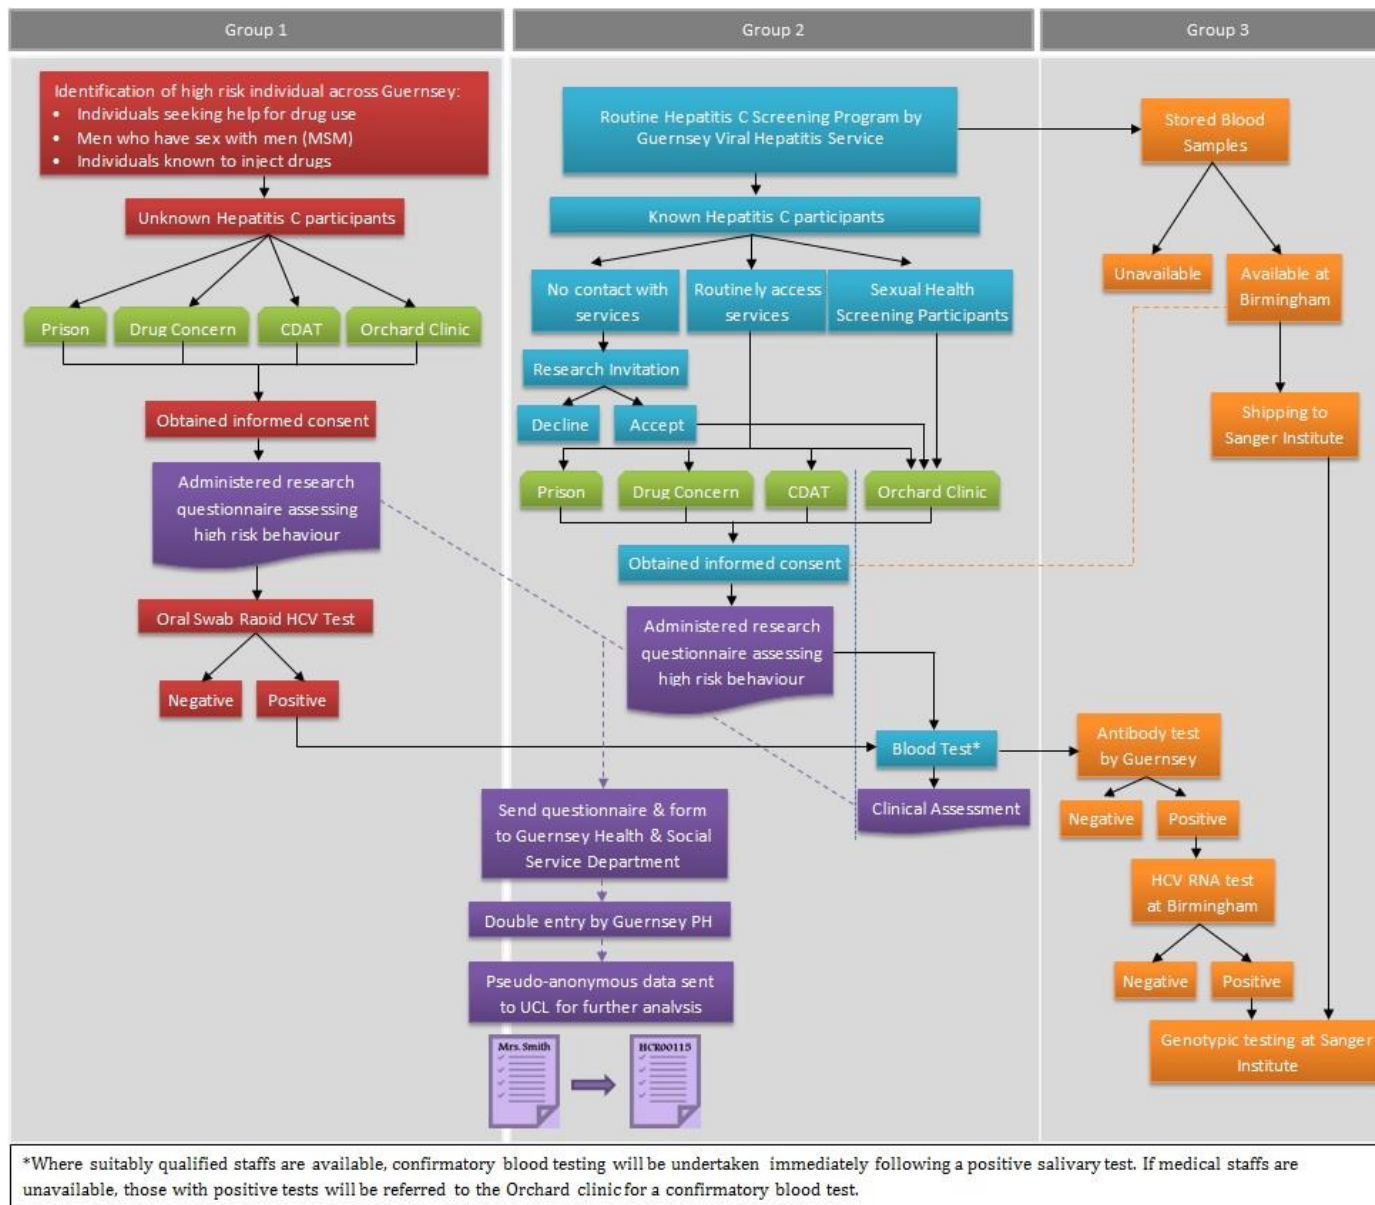 Group 1
Group 2
Group 3
Identification of high risk individual across Guernsey:
• Individuals seeking help for drug use
• Men who have sex with men (MSM)
• Individuals known to inject drugs
Unknown Hepatitis C participants
Prison
Drug Concern
CDAT
Orchard Clinic
Obtained informed consent
Administered research
questionnaire assessing
high risk behaviour
Oral Swab Rapid HCV Test
Negative
Positive
Routine Hepatitis C Screening Program by
Guernsey Viral Hepatitis Service
Known Hepatitis C participants
No contact with
services
Routinely access
services
Sexual Health
Screening Participants
Research Invitation
Decline
Accept
Prison
Drug Concern
CDAT
Orchard Clinic
Obtained informed consent
Administered research
questionnaire assessing
high risk behaviour
Blood Test*
Clinical Assessment
Send questionnaire & form
to Guernsey Health & Social
Service Department
Double entry by Guernsey PH
Pseudo-anonymous data sent
to UCL for further analysis
Mrs. Smith
HCR00115
Stored Blood
Samples
Unavailable
Available at
Birmingham
Shipping to
Sanger Institute
Antibody test
by Guernsey
Negative
Positive
HCV RNA test
at Birmingham
Negative
Positive
Genotypic testing at Sanger
Institute
*Where suitably qualified staffs are available, confirmatory blood testing will be undertaken immediately following a positive salivary test. If medical staffs are
unavailable, those with positive tests will be referred to the Orchard clinic for a confirmatory blood test.